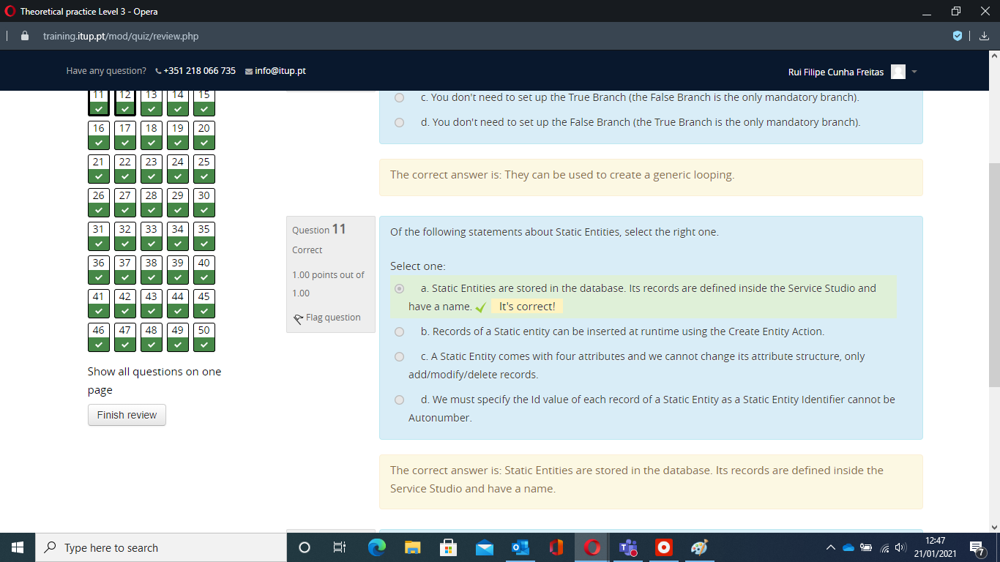 Theoretical practice Level 3 - Opera
training.itup.pt/mod/quiz/review.php
Have any question? +351 218 066 735 info@itup.pt
Rui Filipe Cunha Freitas
11 12 13 14 15
16 17 18 19 20
21 22 23 24 25
26 27 28 29 30
31 32 33 34 35
36 37 38 39 40
41 42 43 44 45
46 47 48 49 50
Show all questions on one
page
Finish review
c. You don't need to set up the True Branch (the False Branch is the only mandatory branch).
d. You don't need to set up the False Branch (the True Branch is the only mandatory branch).
The correct answer is: They can be used to create a generic looping.
Question 11
Correct
1.00 points out of
1.00
Flag question
Of the following statements about Static Entities, select the right one.
Select one:
a. Static Entities are stored in the database. Its records are defined inside the Service Studio and
have a name. It's correct!
b. Records of a Static entity can be inserted at runtime using the Create Entity Action.
c. A Static Entity comes with four attributes and we cannot change its attribute structure, only
add/modify/delete records.
d. We must specify the Id value of each record of a Static Entity as a Static Entity Identifier cannot be
Autonumber.
The correct answer is: Static Entities are stored in the database. Its records are defined inside the
Service Studio and have a name.
Type here to search
12:47
21/01/2021
7